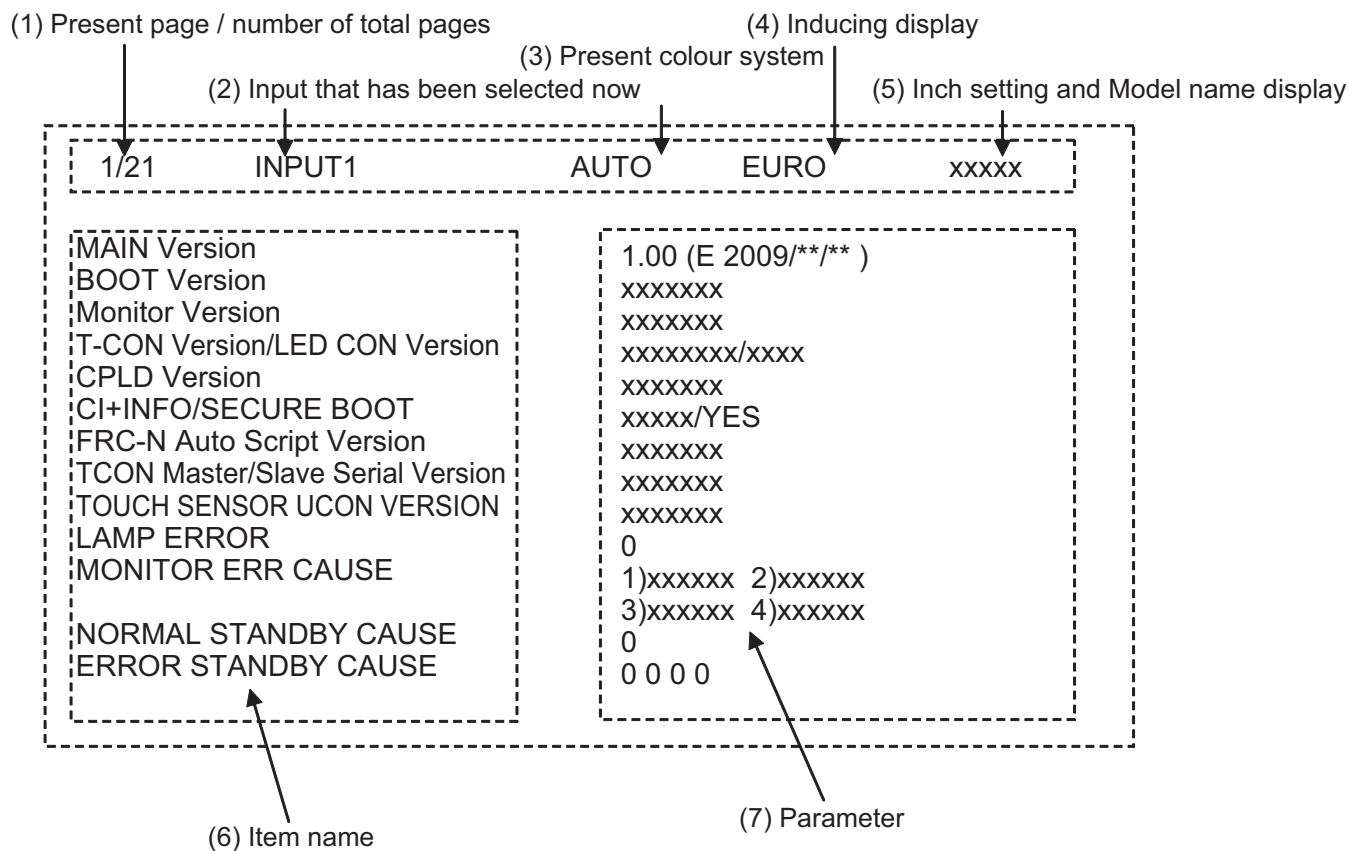 (1) Present page / number of total pages
(4) Inducing display
(3) Present colour system
(2) Input that has been selected now
(5) Inch setting and Model name display
1/21 INPUT1 AUTO EURO xxxxx
MAIN Version
BOOT Version
Monitor Version
T-CON Version/LED CON Version
CPLD Version
CI+INFO/SECURE BOOT
FRC-N Auto Script Version
TCON Master/Slave Serial Version
TOUCH SENSOR UCON VERSION
LAMP ERROR
MONITOR ERR CAUSE
NORMAL STANDBY CAUSE
ERROR STANDBY CAUSE
1.00 (E 2009/**/** )
xxxxxxx
xxxxxxx
xxxxxxxx/xxxx
xxxxxxx
xxxxx/YES
xxxxxxx
xxxxxxx
xxxxxxx
0
1)xxxxxx 2)xxxxxx
3)xxxxxx 4)xxxxxx
0
0 0 0 0
(6) Item name
(7) Parameter